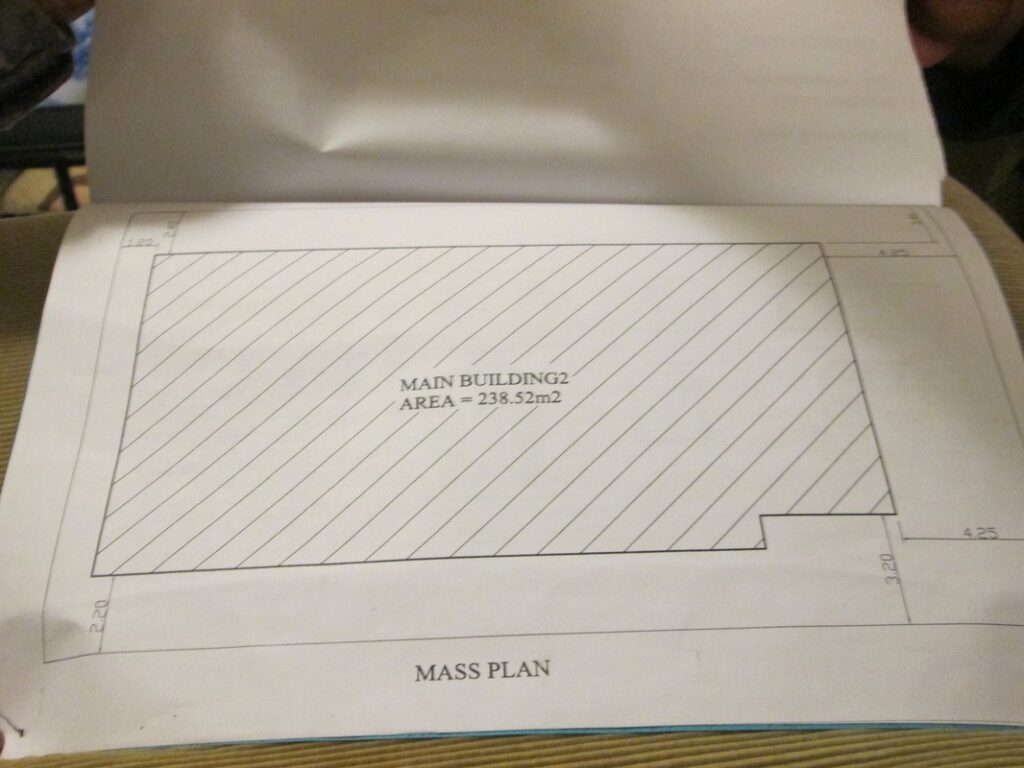 1.20
4.25
MAIN BUILDING2
AREA = 238.52m2
4.25
3.20
2.20
MASS PLAN